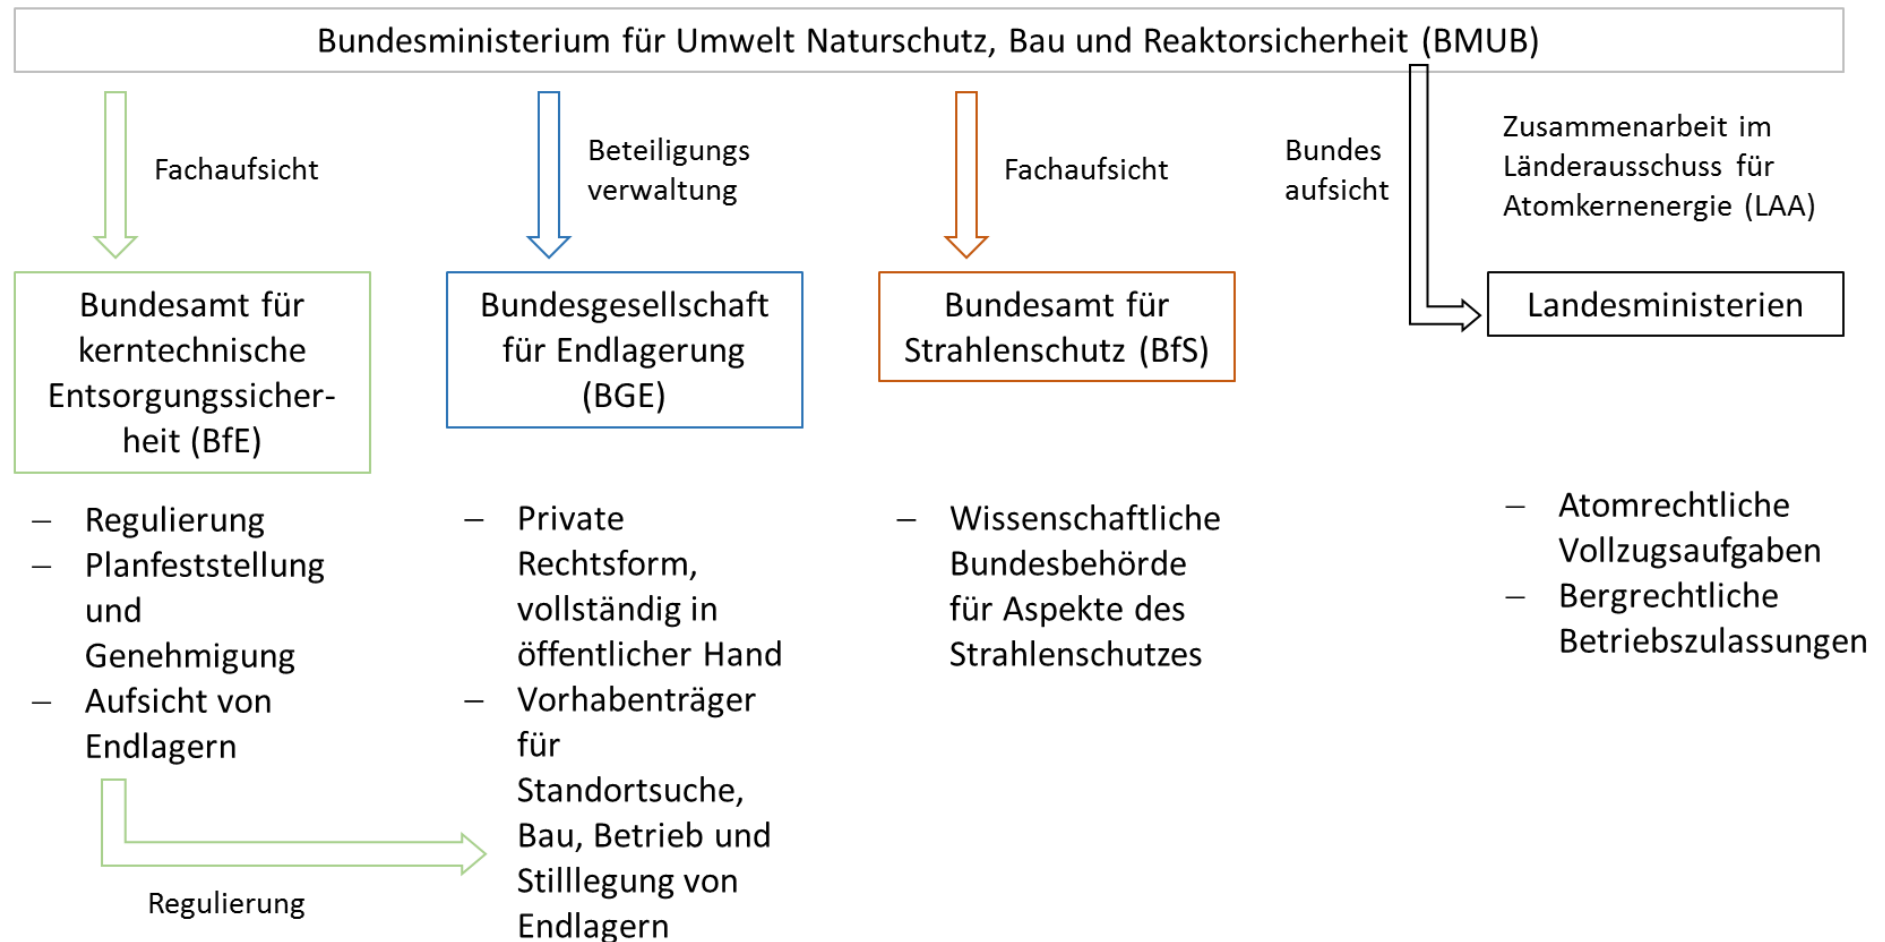 Bundesministerium für Umwelt Naturschutz, Bau und Reaktorsicherheit (BMUB)
Fachaufsicht
Beteiligungs
verwaltung
Fachaufsicht
Bundes
aufsicht
Zusammenarbeit im
Länderausschuss für
Atomkernenergie (LAA)
Bundesamt für
kerntechnische
Entsorgungssicher-
heit (BfE)
Bundesgesellschaft
für Endlagerung
(BGE)
Bundesamt für
Strahlenschutz (BfS)
Landesministerien
– Regulierung
– Planfeststellung
und
Genehmigung
– Aufsicht von
Endlagern
Regulierung
– Private
Rechtsform,
vollständig in
öffentlicher Hand
– Vorhabenträger
für
Standortsuche,
Bau, Betrieb und
Stilllegung von
Endlagern
– Wissenschaftliche
Bundesbehörde
für Aspekte des
Strahlenschutzes
– Atomrechtliche
Vollzugsaufgaben
– Bergrechtliche
Betriebszulassungen